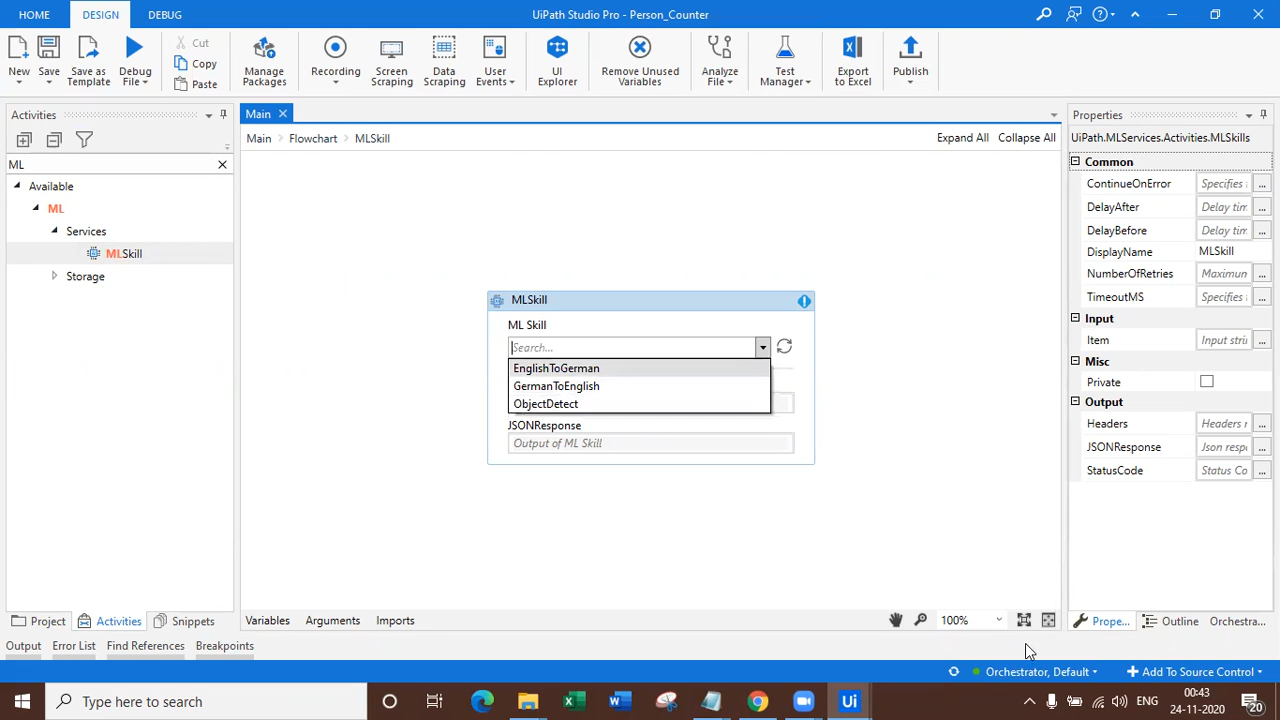 HOME
DESIGN
DEBUG
UiPath Studio Pro - Person_Counter
New
Save
Save as Template
Debug File
Cut
Copy
Paste
Manage Packages
Recording
Screen Scraping
Data Scraping
User Events
UI Explorer
Remove Unused Variables
Analyze File
Test Manager
Export to Excel
Publish
Activities
ML
Available
ML
Services
MLSkill
Storage
Project
Activities
Snippets
Main
Main
Flowchart
MLSkill
Expand All
Collapse All
MLSkill
ML Skill
Search...
EnglishToGerman
GermanToEnglish
ObjectDetect
JSONResponse
Output of ML Skill
Variables
Arguments
Imports
100%
Properties
UiPath.MLServices.Activities.MLSkills
Common
ContinueOnError Specifies ...
DelayAfter Delay tim ...
DelayBefore Delay tim ...
DisplayName MLSkill
NumberOfRetries Maximum ...
TimeoutMS Specifies ...
Input
Item Input stri ...
Misc
Private
Output
Headers Headers r ...
JSONResponse Json resp ...
StatusCode Status Co ...
Prope...
Outline
Orchestra...
Output
Error List
Find References
Breakpoints
Orchestrator, Default
Add To Source Control
Type here to search
Ui
ENG
00:43
24-11-2020
20